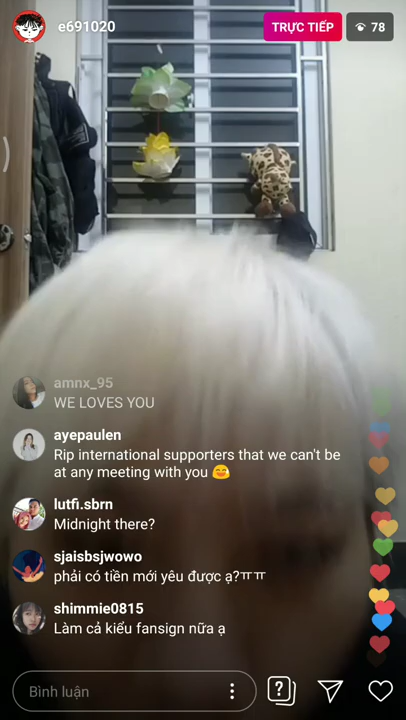 e691020
TRỰC TIẾP
78
amnx_95
WE LOVES YOU
ayepaulen
Rip international supporters that we can't be
at any meeting with you 😅
lutfi.sbrn
Midnight there?
sjaisbsjwowo
phải có tiền mới yêu được ạ?ㅠㅠ
shimmie0815
Làm cả kiểu fansign nữa ạ
Bình luận